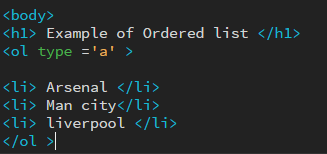 <body>
<h1> Example of Ordered list </h1>
<ol type ='a' >
<li> Arsenal </li>
<li> Man city</li>
<li> liverpool </li>
</ol >